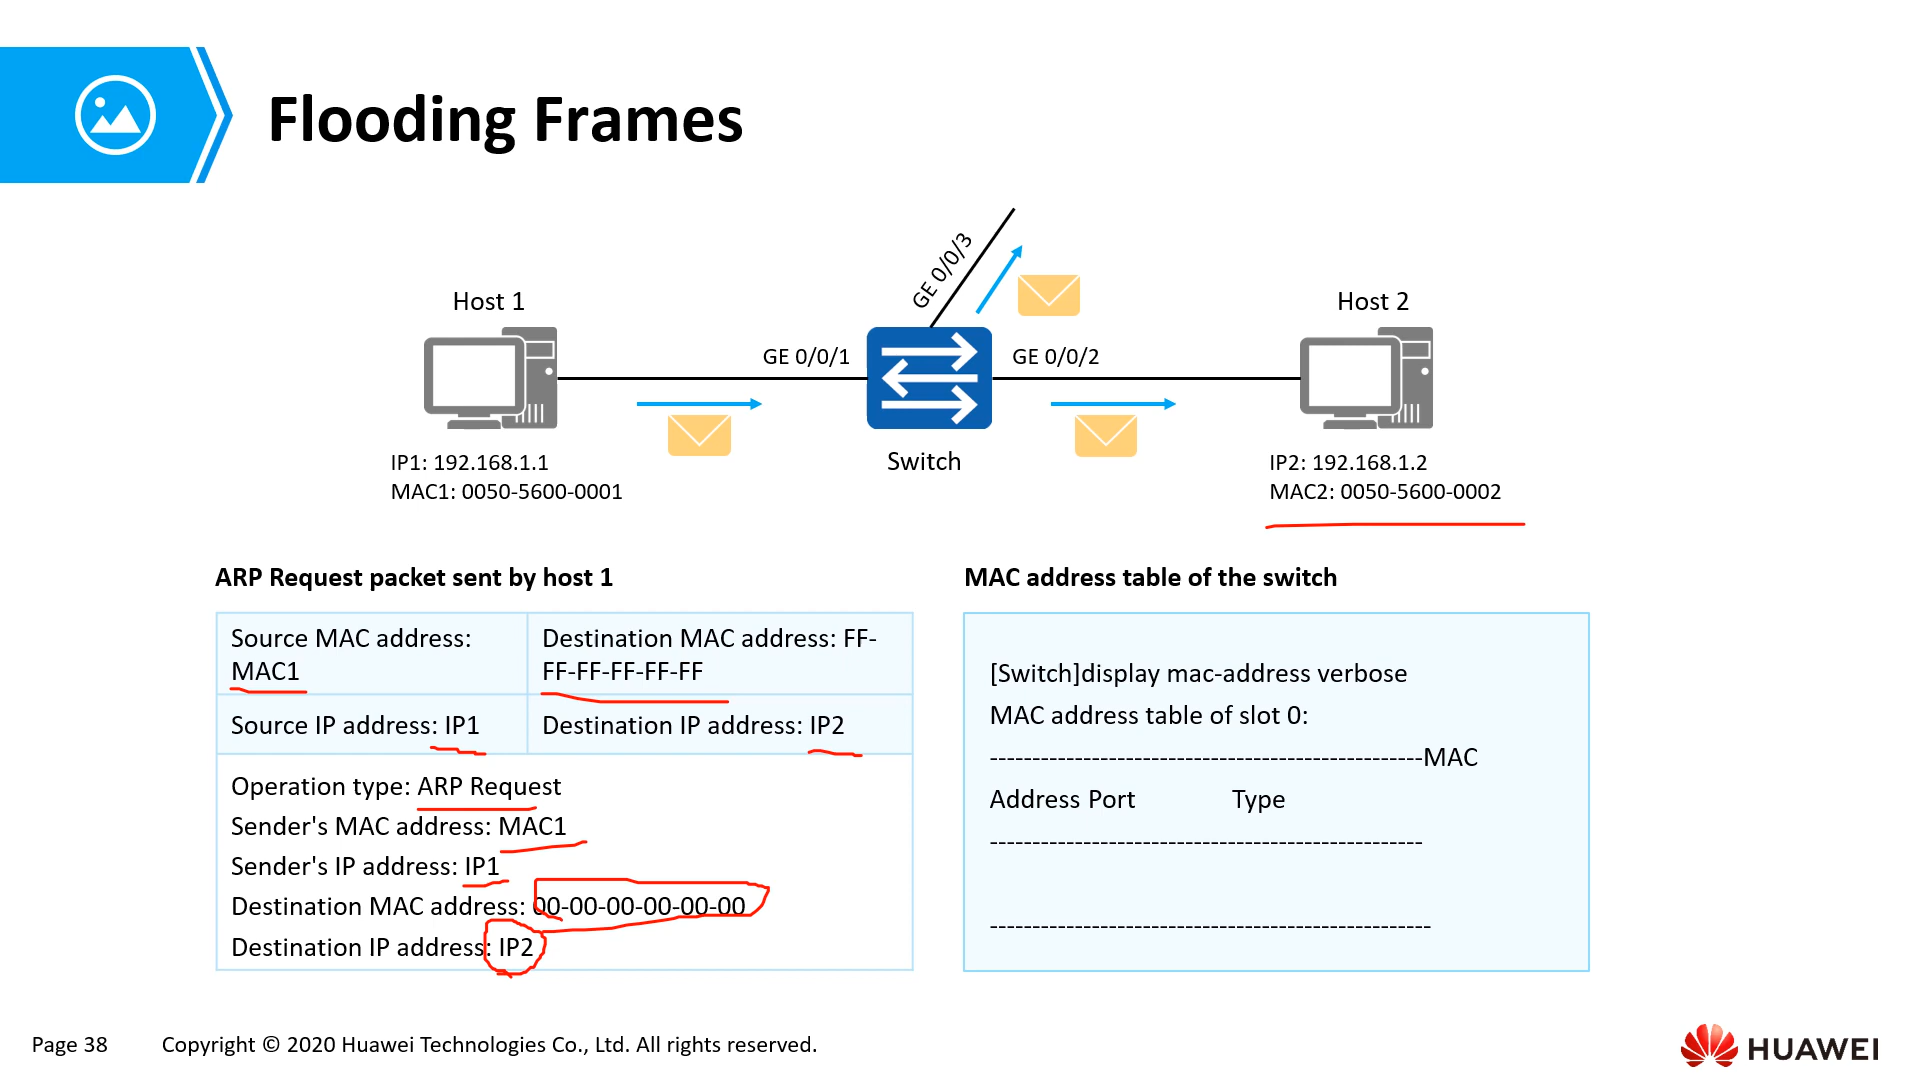 Flooding Frames
GE 0/0/3
Host 1
Host 2
GE 0/0/1
GE 0/0/2
Switch
IP1: 192.168.1.1
MAC1: 0050-5600-0001
IP2: 192.168.1.2
MAC2: 0050-5600-0002
ARP Request packet sent by host 1
Source MAC address:
MAC1
Destination MAC address: FF-
FF-FF-FF-FF-FF
Source IP address: IP1
Destination IP address: IP2
Operation type: ARP Request
Sender's MAC address: MAC1
Sender's IP address: IP1
Destination MAC address: 00-00-00-00-00-00
Destination IP address: IP2
MAC address table of the switch
[Switch]display mac-address verbose
MAC address table of slot 0:
---------------------------------------------------MAC
Address Port Type
---------------------------------------------------
----------------------------------------------------
Page 38
Copyright © 2020 Huawei Technologies Co., Ltd. All rights reserved.
HUAWEI